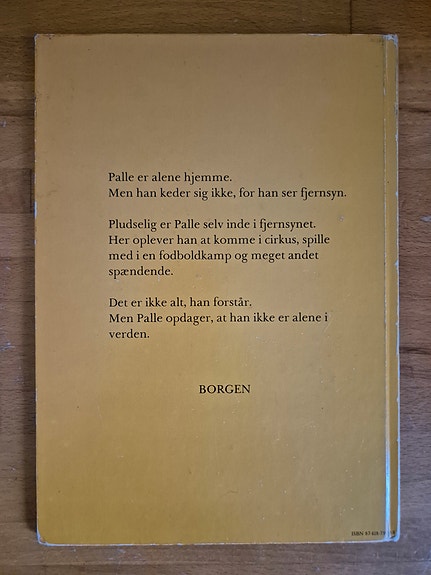 Palle er alene hjemme.
Men han keder sig ikke, for han ser fjernsyn.
Pludselig er Palle selv inde i fjernsynet.
Her oplever han at komme i cirkus, spille
med i en fodboldkamp og meget andet
spændende.
Det er ikke alt, han forstår.
Men Palle opdager, at han ikke er alene i
verden.
BORGEN
ISBN